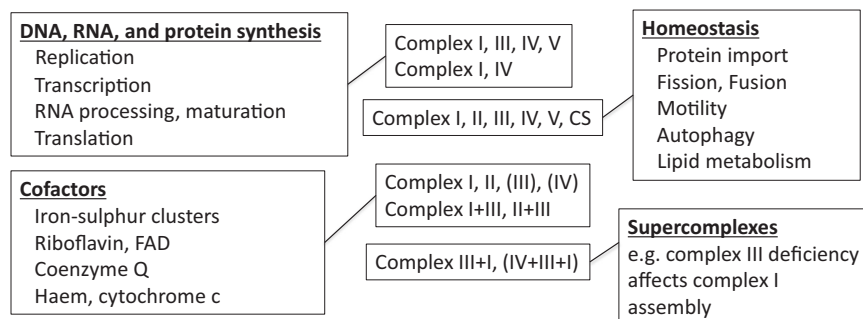 DNA, RNA, and protein synthesis
Replication
Transcription
RNA processing, maturation
Translation
Complex I, III, IV, V
Complex I, IV
Complex I, II, III, IV, V, CS
Homeostasis
Protein import
Fission, Fusion
Motility
Autophagy
Lipid metabolism
Cofactors
Iron-sulphur clusters
Riboflavin, FAD
Coenzyme Q
Haem, cytochrome c
Complex I, II, (III), (IV)
Complex I+III, II+III
Complex III+I, (IV+III+I)
Supercomplexes
e.g. complex III deficiency
affects complex I
assembly